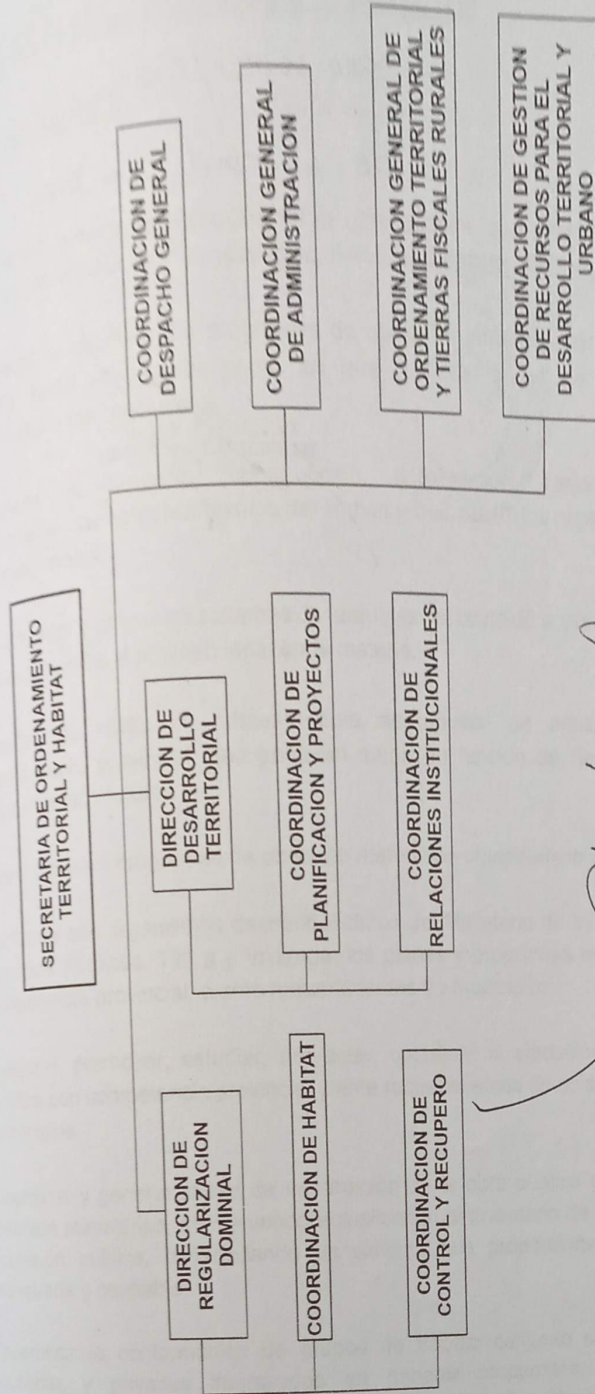 SECRETARIA DE ORDENAMIENTO
TERRITORIAL Y HABITAT
DIRECCION DE
REGULARIZACION
DOMINIAL
COORDINACION DE HABITAT
COORDINACION DE
CONTROL Y RECUPERO
DIRECCION DE
DESARROLLO
TERRITORIAL
COORDINACION DE
PLANIFICACION Y PROYECTOS
COORDINACION DE
RELACIONES INSTITUCIONALES
COORDINACION DE
DESPACHO GENERAL
COORDINACION GENERAL
DE ADMINISTRACION
COORDINACION GENERAL DE
ORDENAMIENTO TERRITORIAL
Y TIERRAS FISCALES RURALES
COORDINACION DE GESTION
DE RECURSOS PARA EL
DESARROLLO TERRITORIAL Y
URBANO